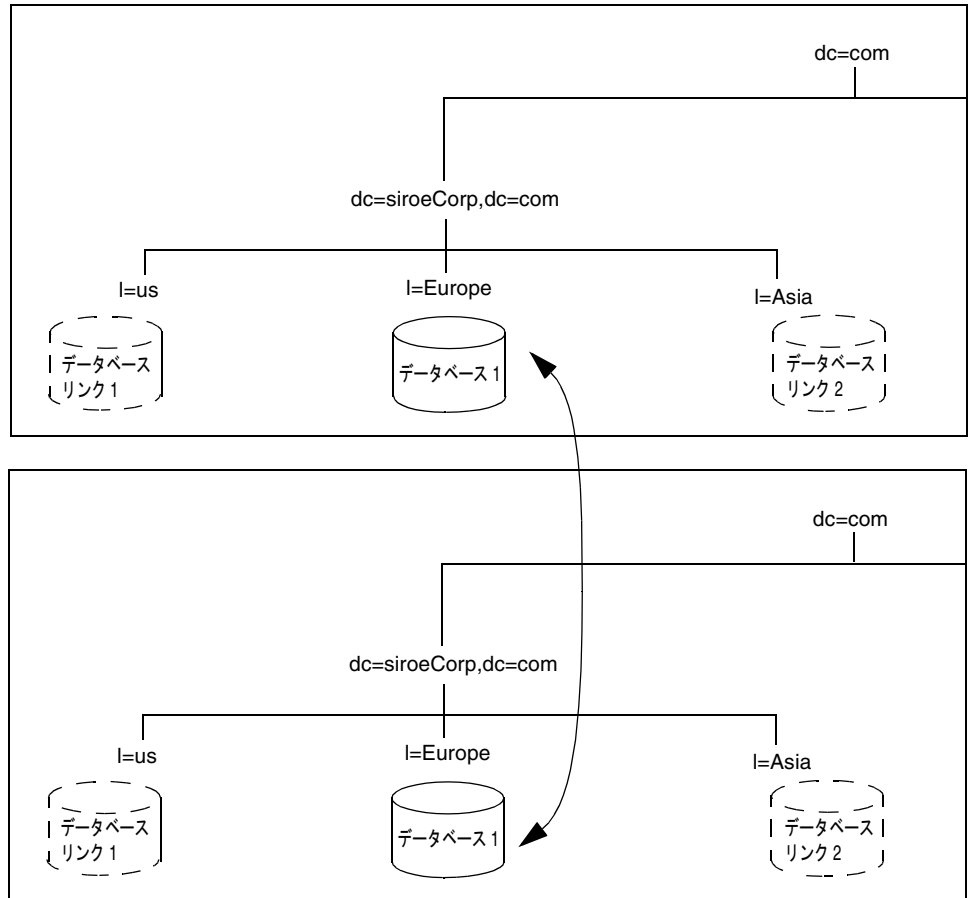 dc=com
dc=siroeCorp,dc=com
l=us
l=Europe
l=Asia
データベース
リンク 1
データベース 1
データベース
リンク 2
dc=com
dc=siroeCorp,dc=com
l=us
l=Europe
l=Asia
データベース
リンク 1
データベース 1
データベース
リンク 2